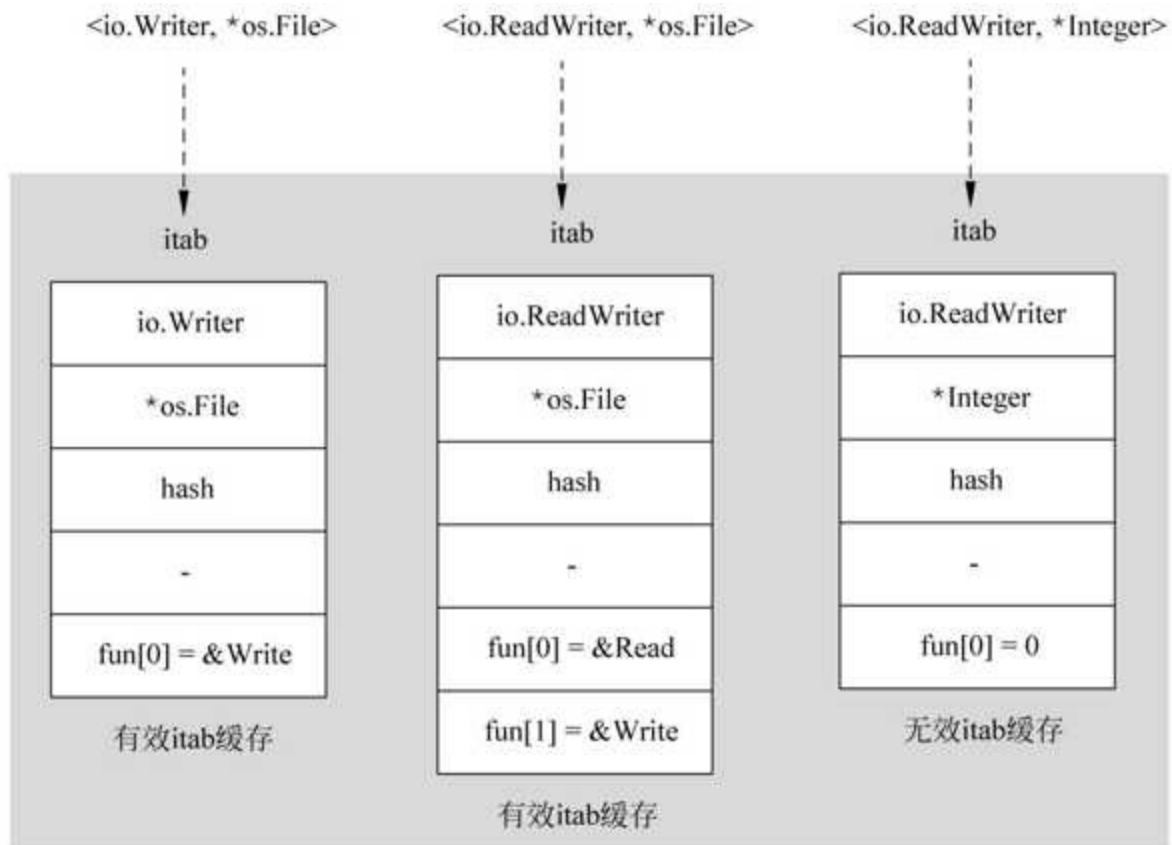 <io.Writer, *os.File>
<io.ReadWriter, *os.File>
<io.ReadWriter, *Integer>
itab
io.Writer
*os.File
hash
-
fun[0] = &Write
有效itab缓存
itab
io.ReadWriter
*os.File
hash
-
fun[0] = &Read
fun[1] = &Write
有效itab缓存
itab
io.ReadWriter
*Integer
hash
-
fun[0] = 0
无效itab缓存